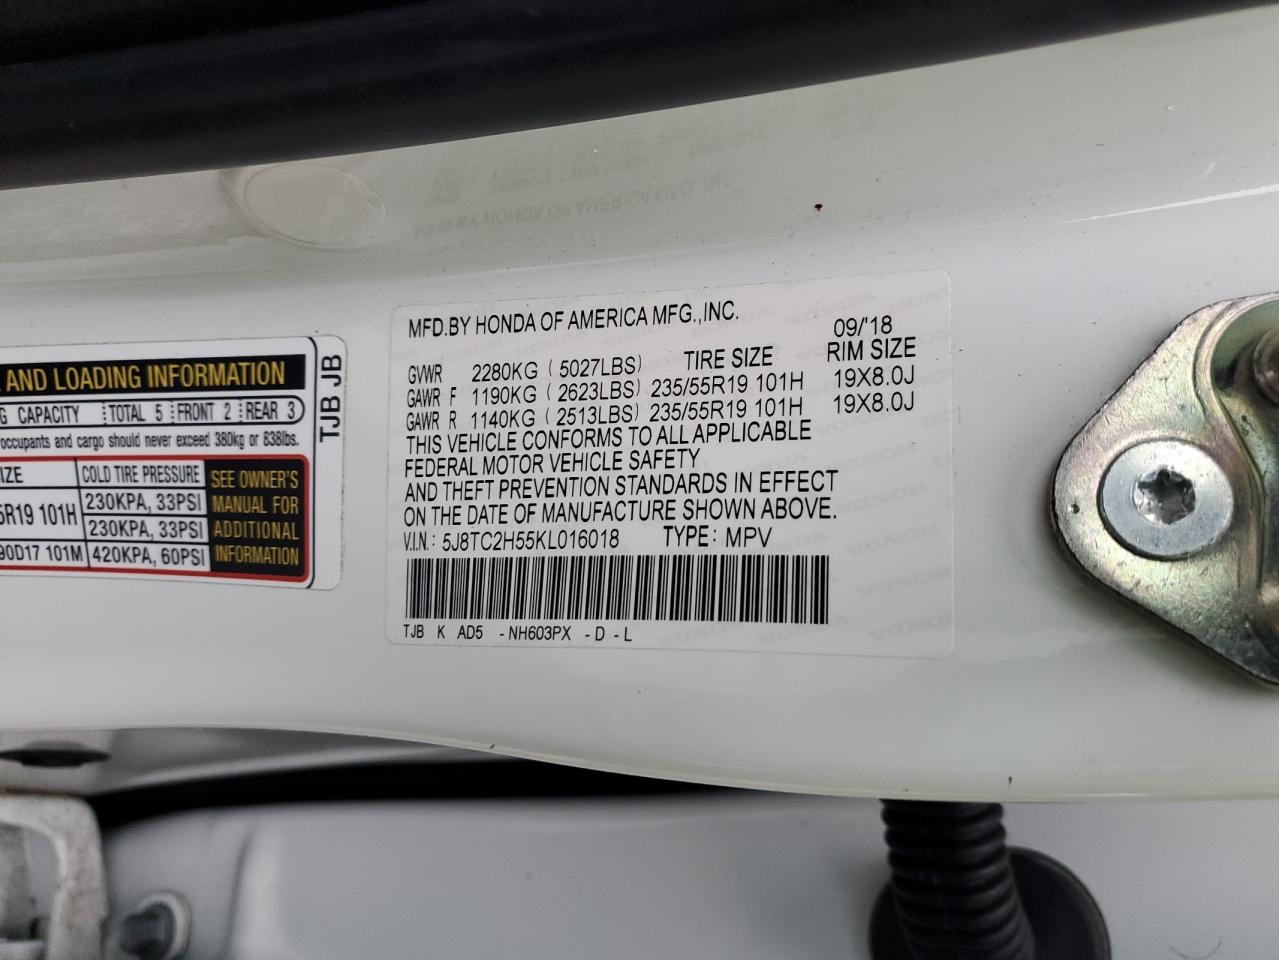 MFD.BY HONDA OF AMERICA MFG.,INC. 09/'18
GVWR 2280KG (5027LBS) TIRE SIZE RIM SIZE
GAWR F 1190KG (2623LBS) 235/55R19 101H 19X8.0J
GAWR R 1140KG (2513LBS) 235/55R19 101H 19X8.0J
THIS VEHICLE CONFORMS TO ALL APPLICABLE
FEDERAL MOTOR VEHICLE SAFETY
AND THEFT PREVENTION STANDARDS IN EFFECT
ON THE DATE OF MANUFACTURE SHOWN ABOVE.
V.I.N: 5J8TC2H55KL016018 TYPE: MPV
TJB K AD5 -NH603PX -D-L
AND LOADING INFORMATION
G CAPACITY TOTAL 5 FRONT 2 REAR 3
occupants and cargo should never exceed 380kg or 838lbs.
IZE COLD TIRE PRESSURE
5R19 101H 230KPA, 33PSI
230KPA, 33PSI
90D17 101M 420KPA, 60PSI
SEE OWNER'S
MANUAL FOR
ADDITIONAL
INFORMATION
TJB JB